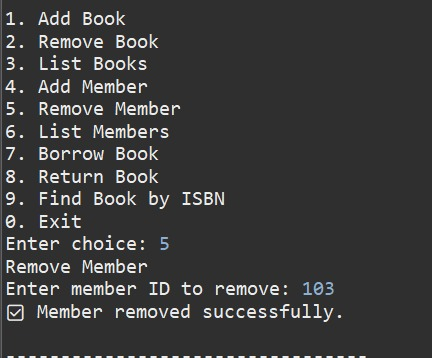 1. Add Book
2. Remove Book
3. List Books
4. Add Member
5. Remove Member
6. List Members
7. Borrow Book
8. Return Book
9. Find Book by ISBN
0. Exit
Enter choice: 5
Remove Member
Enter member ID to remove: 103
☑ Member removed successfully.
---------------------------------